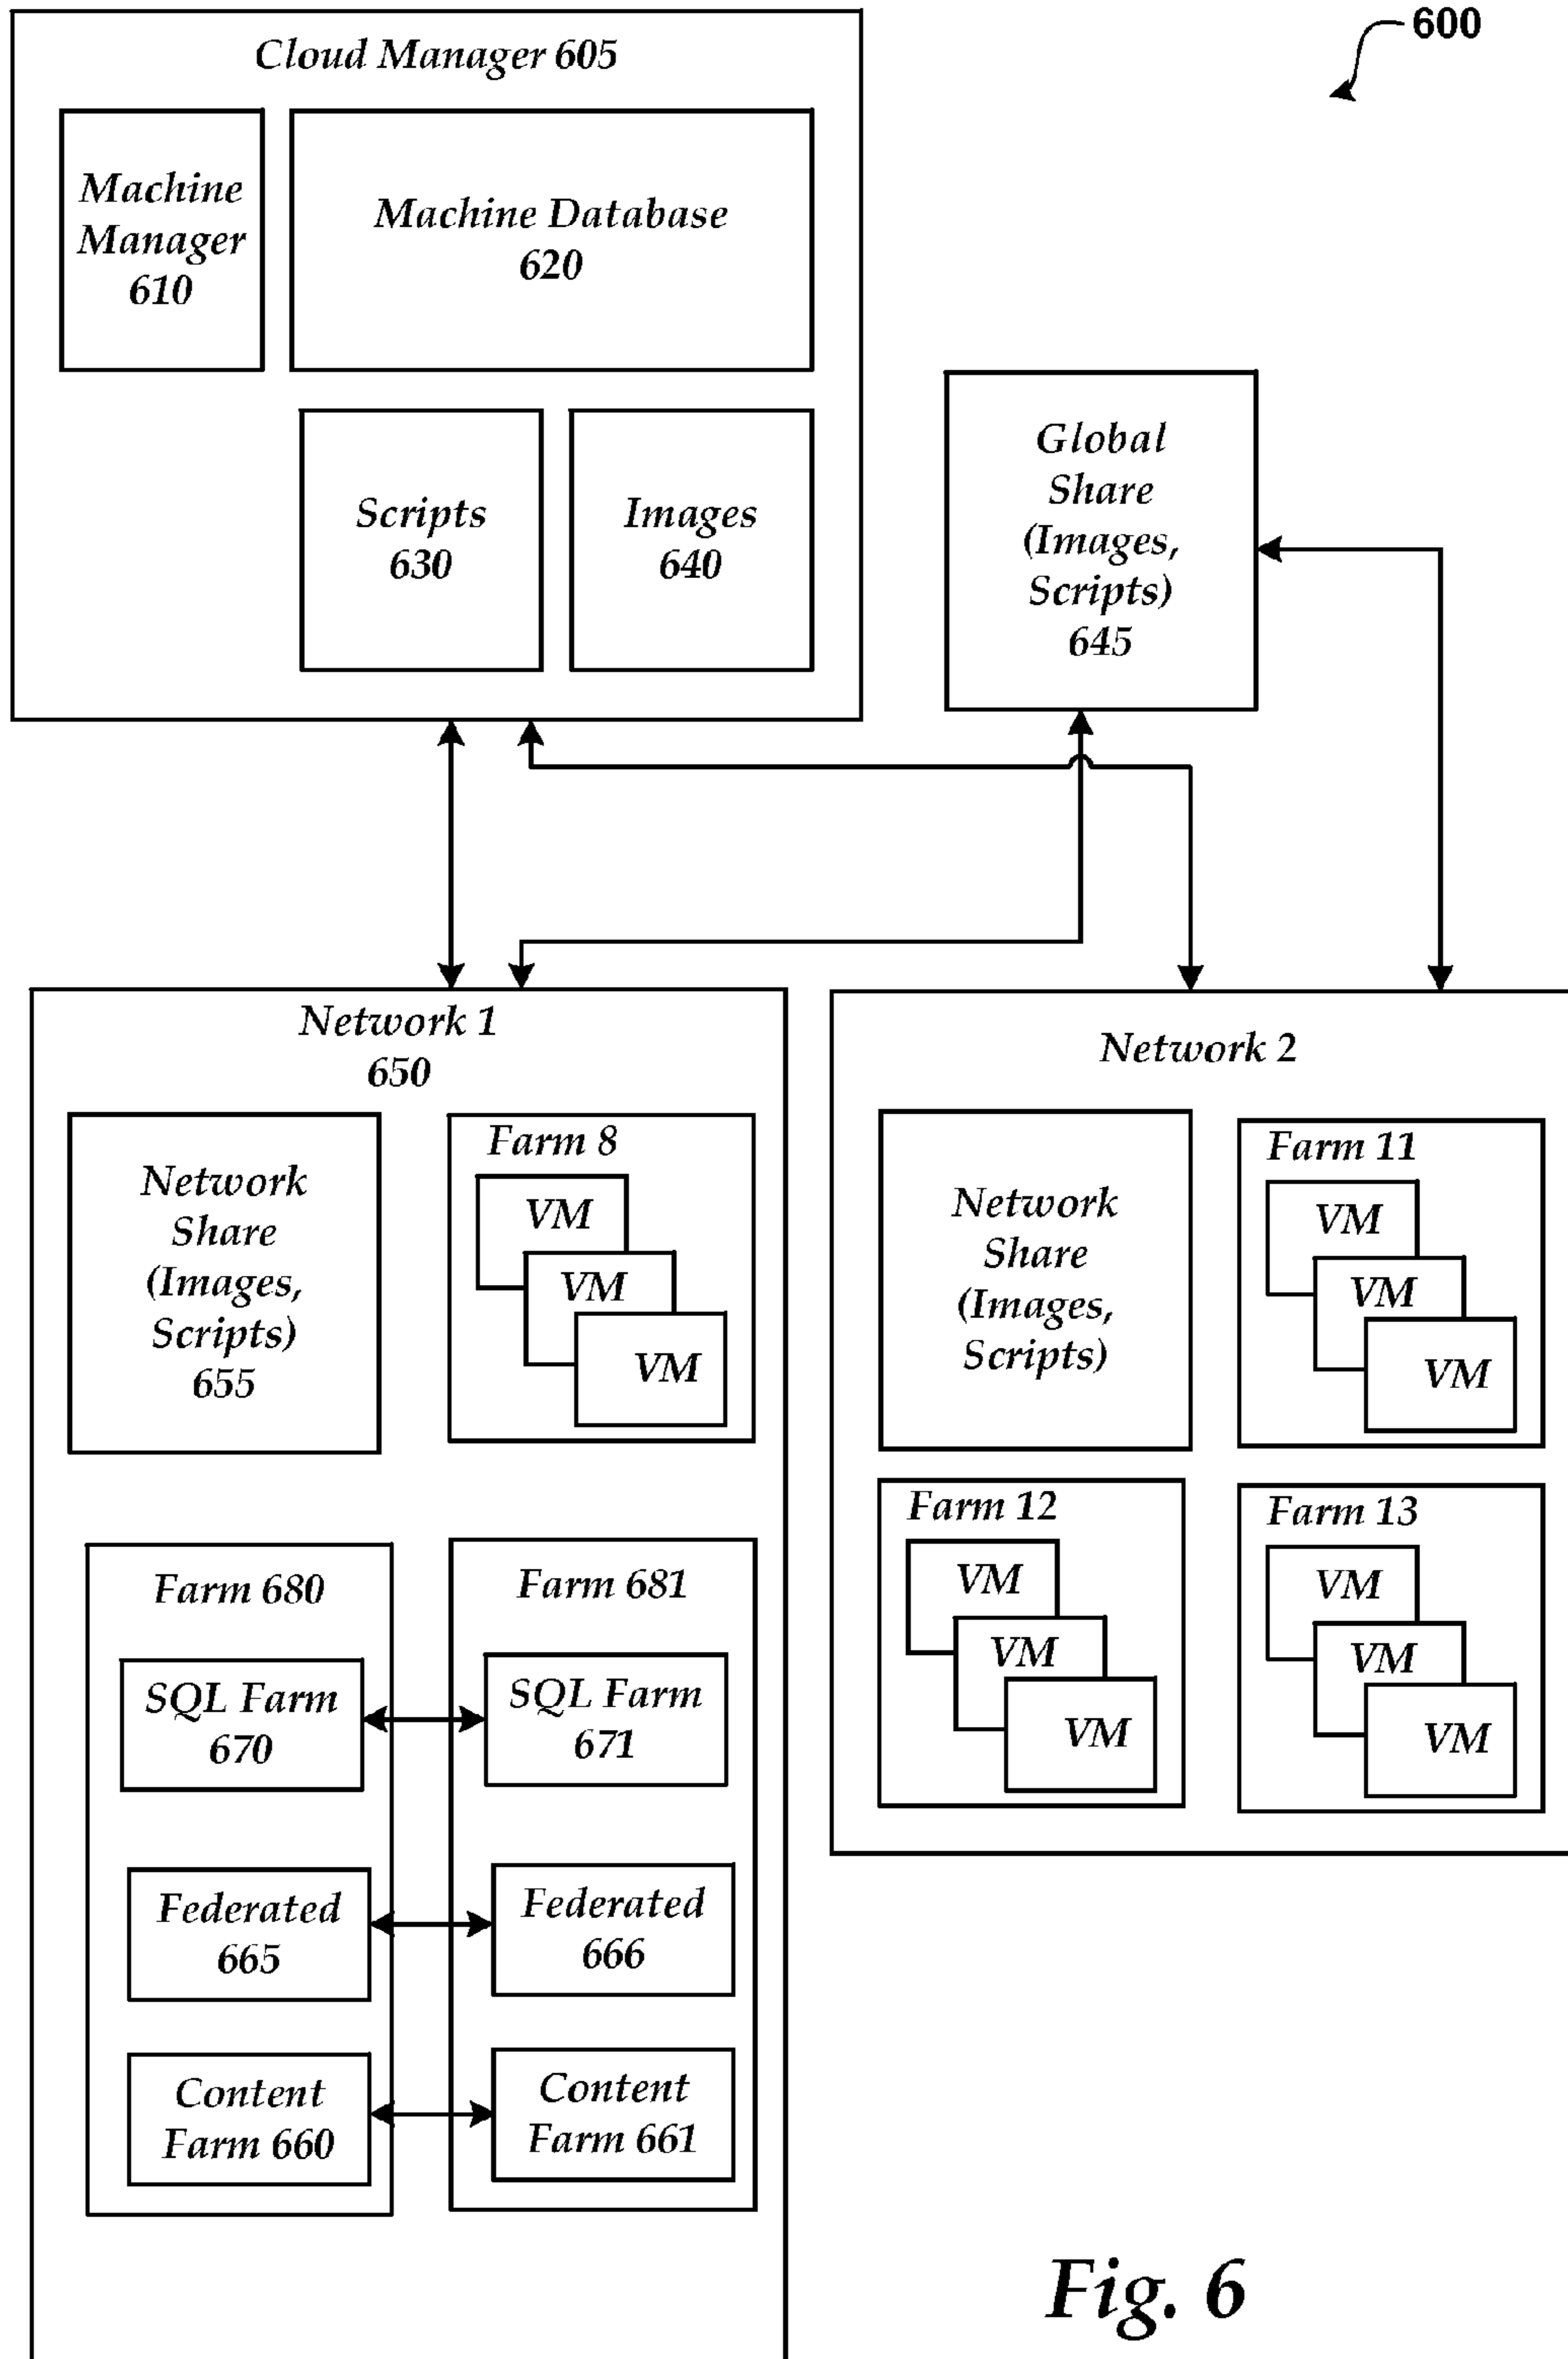 600
Cloud Manager 605
Machine
Manager
610
Machine Database
620
Scripts
630
Images
640
Global
Share
(Images,
Scripts)
645
Network 1
650
Network
Share
(Images,
Scripts)
655
Farm 8
VM
VM
VM
Farm 680
SQL Farm
670
Federated
665
Content
Farm 660
Farm 681
SQL Farm
671
Federated
666
Content
Farm 661
Network 2
Network
Share
(Images,
Scripts)
Farm 11
VM
VM
VM
Farm 12
VM
VM
VM
Farm 13
VM
VM
VM
Fig. 6